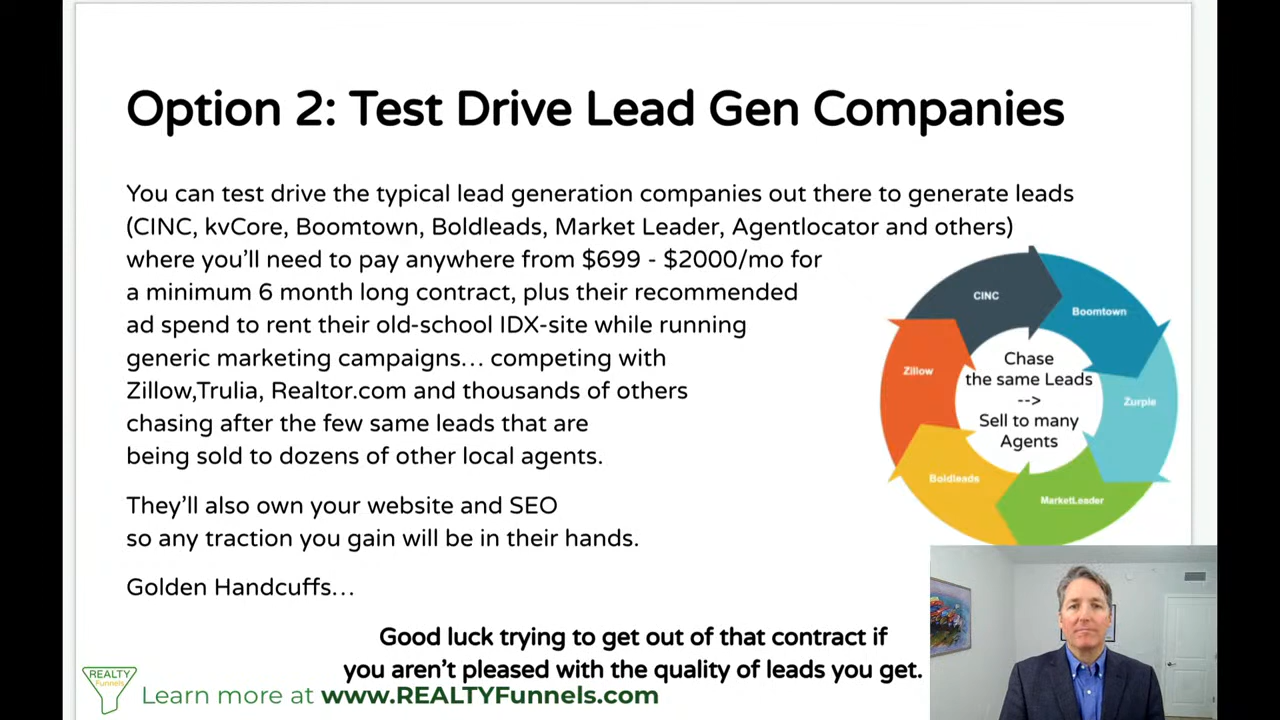 Option 2: Test Drive Lead Gen Companies
You can test drive the typical lead generation companies out there to generate leads
(CINC, kvCore, Boomtown, Boldleads, Market Leader, Agentlocator and others)
where you'll need to pay anywhere from $699 - $2000/mo for
a minimum 6 month long contract, plus their recommended
ad spend to rent their old-school IDX-site while running
generic marketing campaigns... competing with
Zillow,Trulia, Realtor.com and thousands of others
chasing after the few same leads that are
being sold to dozens of other local agents.
They'll also own your website and SEO
so any traction you gain will be in their hands.
Golden Handcuffs...
CINC
Boomtown
Zurple
MarketLeader
Boldleads
Zillow
Chase
the same Leads
-->
Sell to many
Agents
Good luck trying to get out of that contract if
you aren't pleased with the quality of leads you get.
REALTY
Funnels
Learn more at www.REALTYFunnels.com